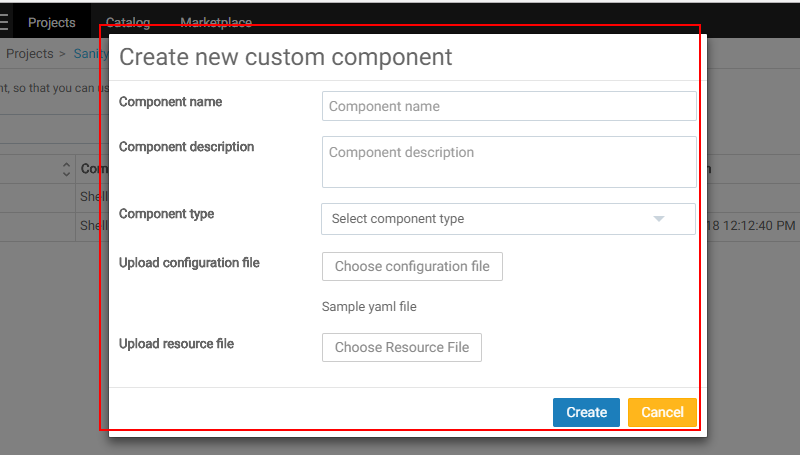 Projects Catalog Marketplace
Projects > Sanity
nt, so that you can us
Create new custom component
Component name
Component name
Component description
Component description
Com
Shell
Component type
Select component type
Shell
18 12:12:40 PM
Upload configuration file
Choose configuration file
Sample yaml file
Upload resource file
Choose Resource File
Create Cancel